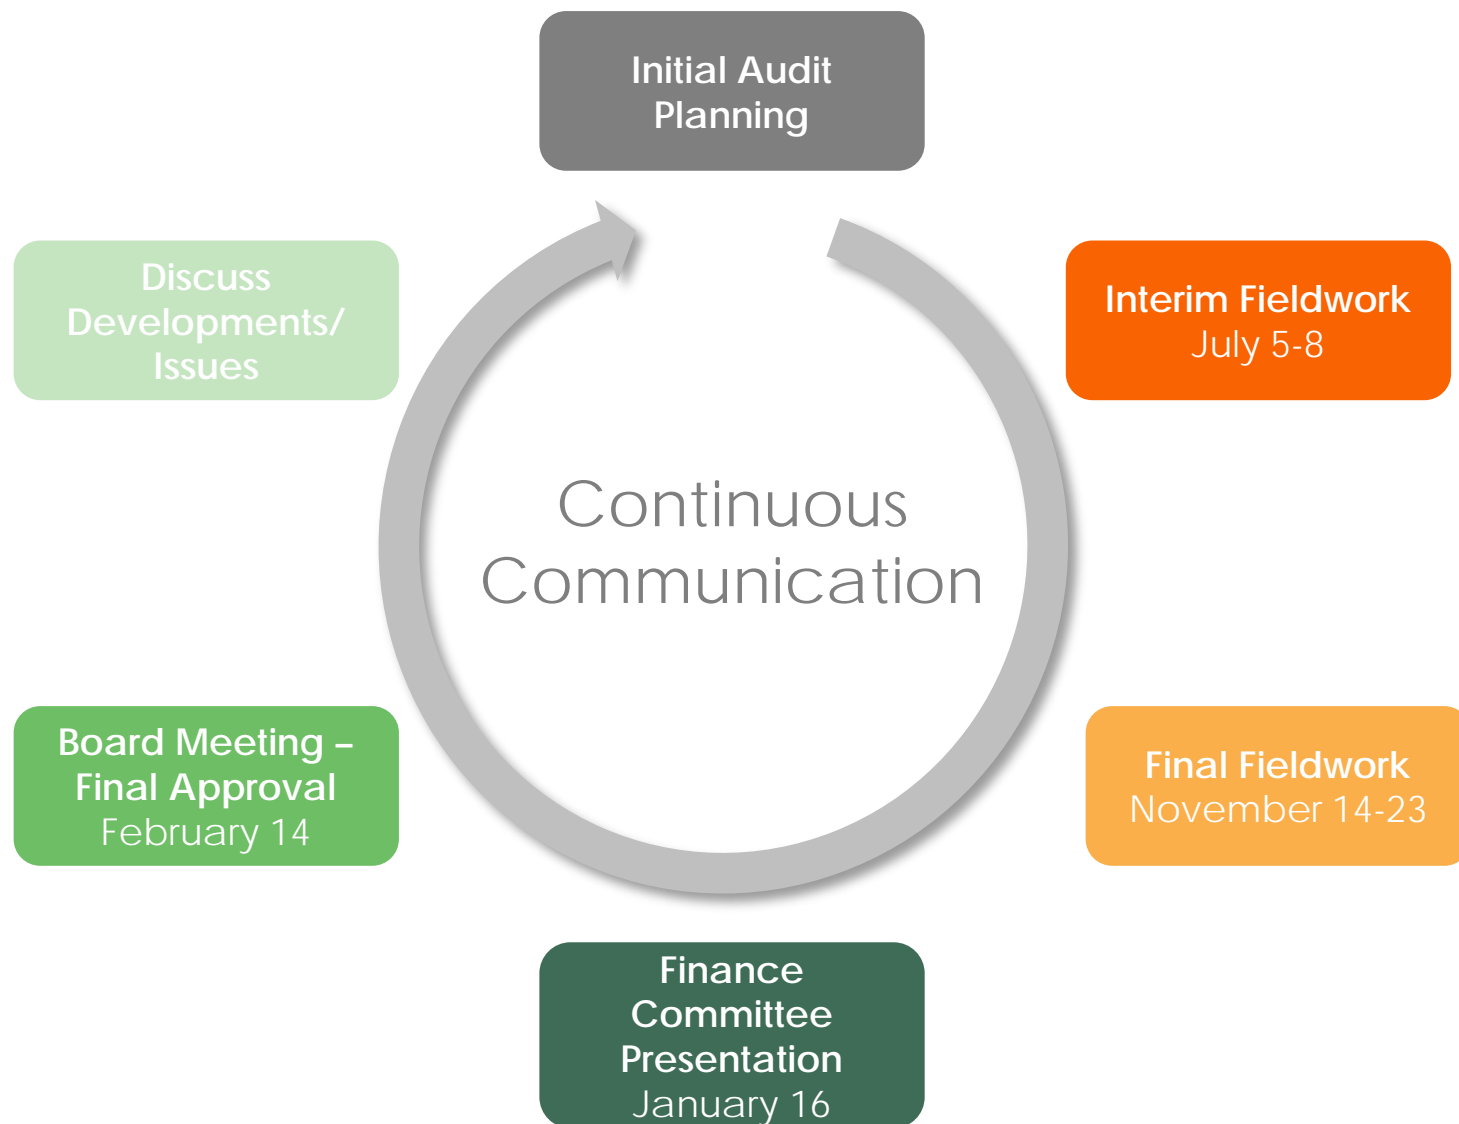 Initial Audit
Planning
Interim Fieldwork
July 5-8
Final Fieldwork
November 14-23
Finance
Committee
Presentation
January 16
Board Meeting –
Final Approval
February 14
Discuss
Developments/
Issues
Continuous
Communication